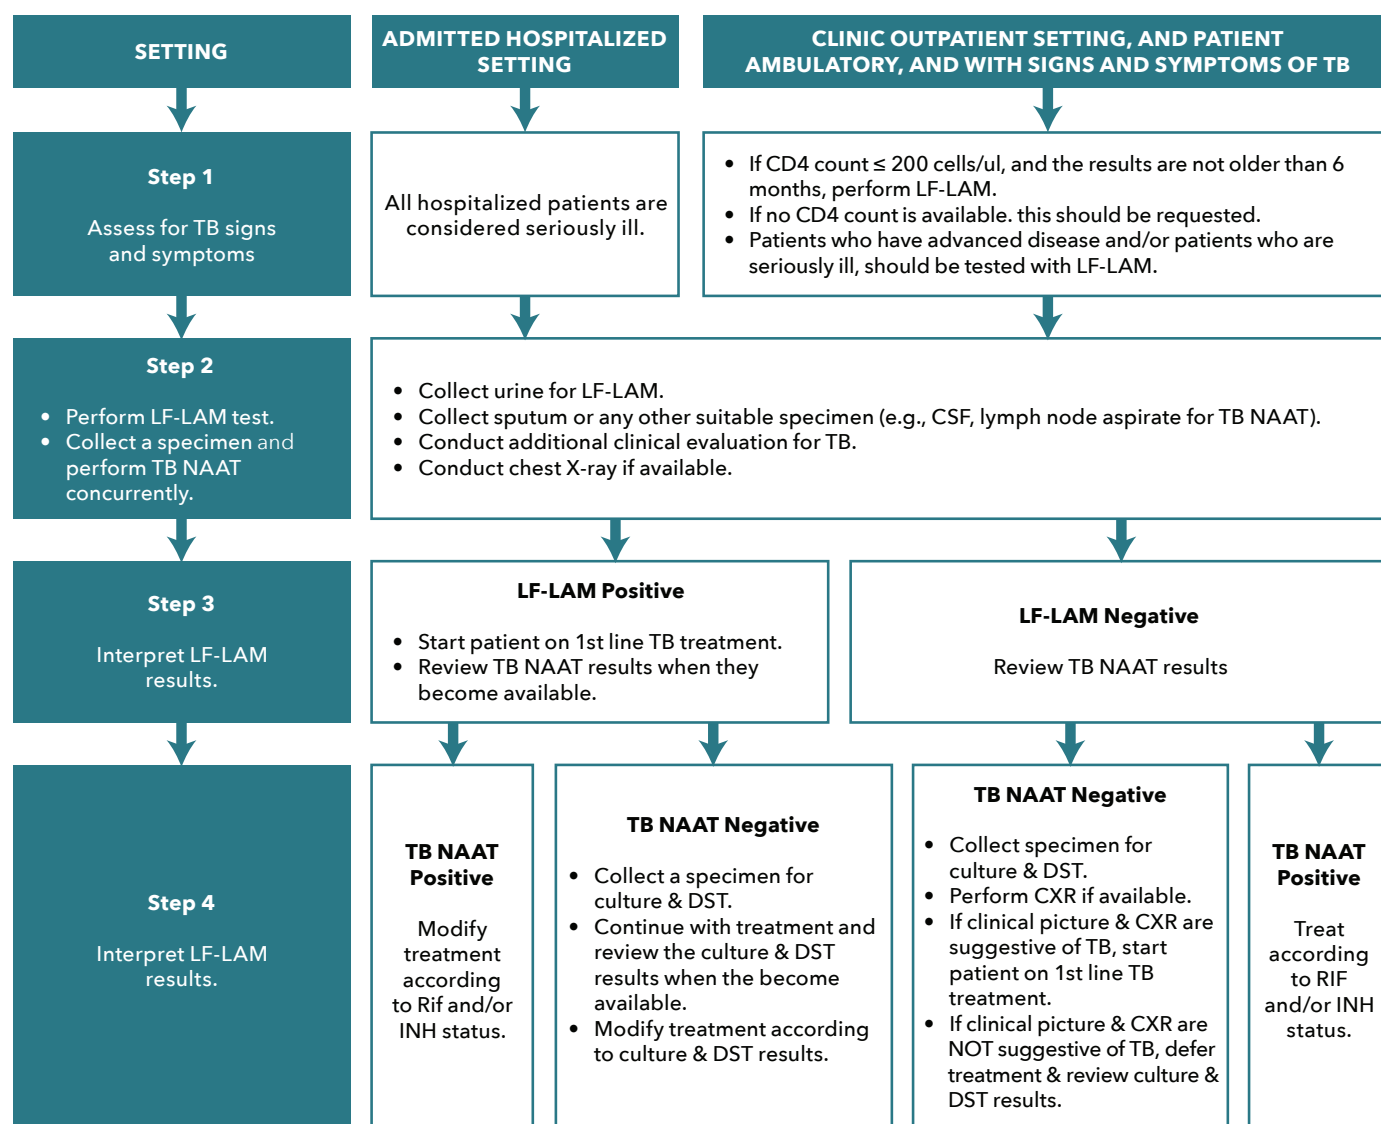 SETTING
ADMITTED HOSPITALIZED
SETTING
CLINIC OUTPATIENT SETTING, AND PATIENT
AMBULATORY, AND WITH SIGNS AND SYMPTOMS OF TB
Step 1
Assess for TB signs
and symptoms
All hospitalized patients are
considered seriously ill.
• If CD4 count ≤ 200 cells/ul, and the results are not older than 6
months, perform LF-LAM.
• If no CD4 count is available. this should be requested.
• Patients who have advanced disease and/or patients who are
seriously ill, should be tested with LF-LAM.
Step 2
• Perform LF-LAM test.
• Collect a specimen and
perform TB NAAT
concurrently.
• Collect urine for LF-LAM.
• Collect sputum or any other suitable specimen (e.g., CSF, lymph node aspirate for TB NAAT).
• Conduct additional clinical evaluation for TB.
• Conduct chest X-ray if available.
Step 3
Interpret LF-LAM
results.
LF-LAM Positive
• Start patient on 1st line TB treatment.
• Review TB NAAT results when they
become available.
LF-LAM Negative
Review TB NAAT results
Step 4
Interpret LF-LAM
results.
TB NAAT
Positive
Modify
treatment
according
to Rif and/or
INH status.
TB NAAT Negative
• Collect a specimen for
culture & DST.
• Continue with treatment and
review the culture & DST
results when the become
available.
• Modify treatment according
to culture & DST results.
TB NAAT Negative
• Collect specimen for
culture & DST.
• Perform CXR if available.
• If clinical picture & CXR are
suggestive of TB, start
patient on 1st line TB
treatment.
• If clinical picture & CXR are
NOT suggestive of TB, defer
treatment & review culture &
DST results.
TB NAAT
Positive
Treat
according
to RIF
and/or INH
status.